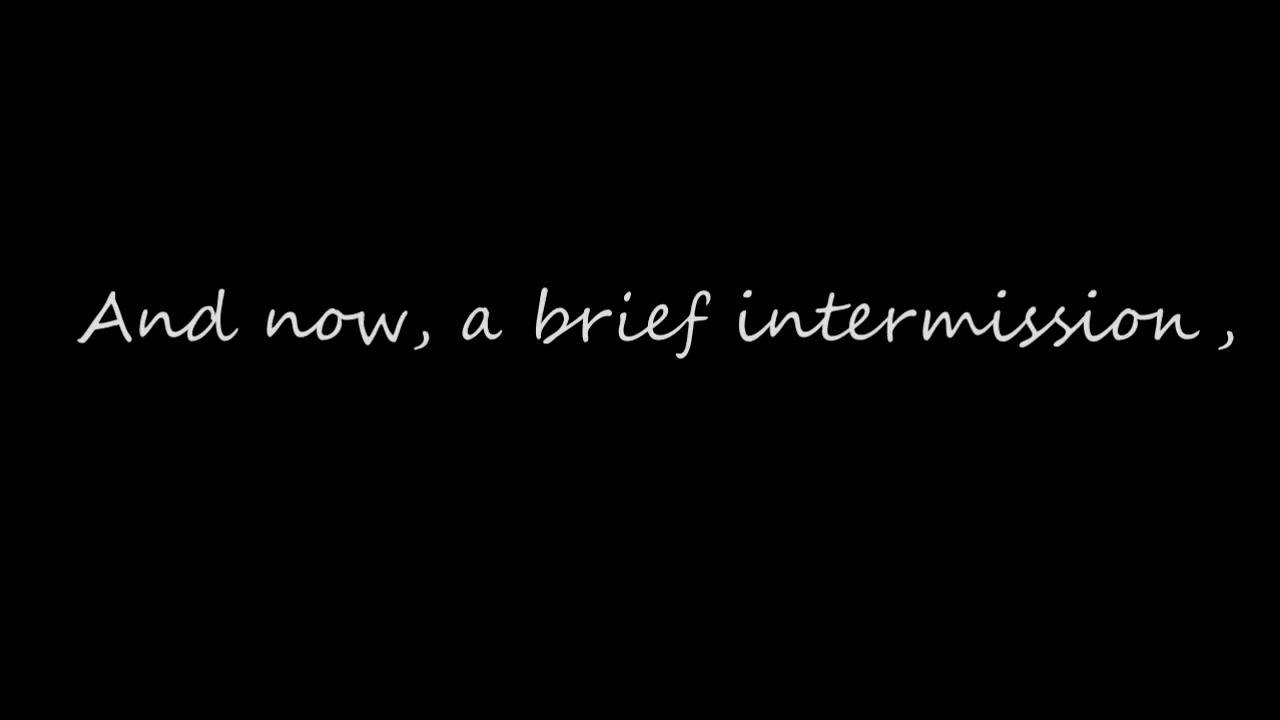 And now, a brief intermission ,